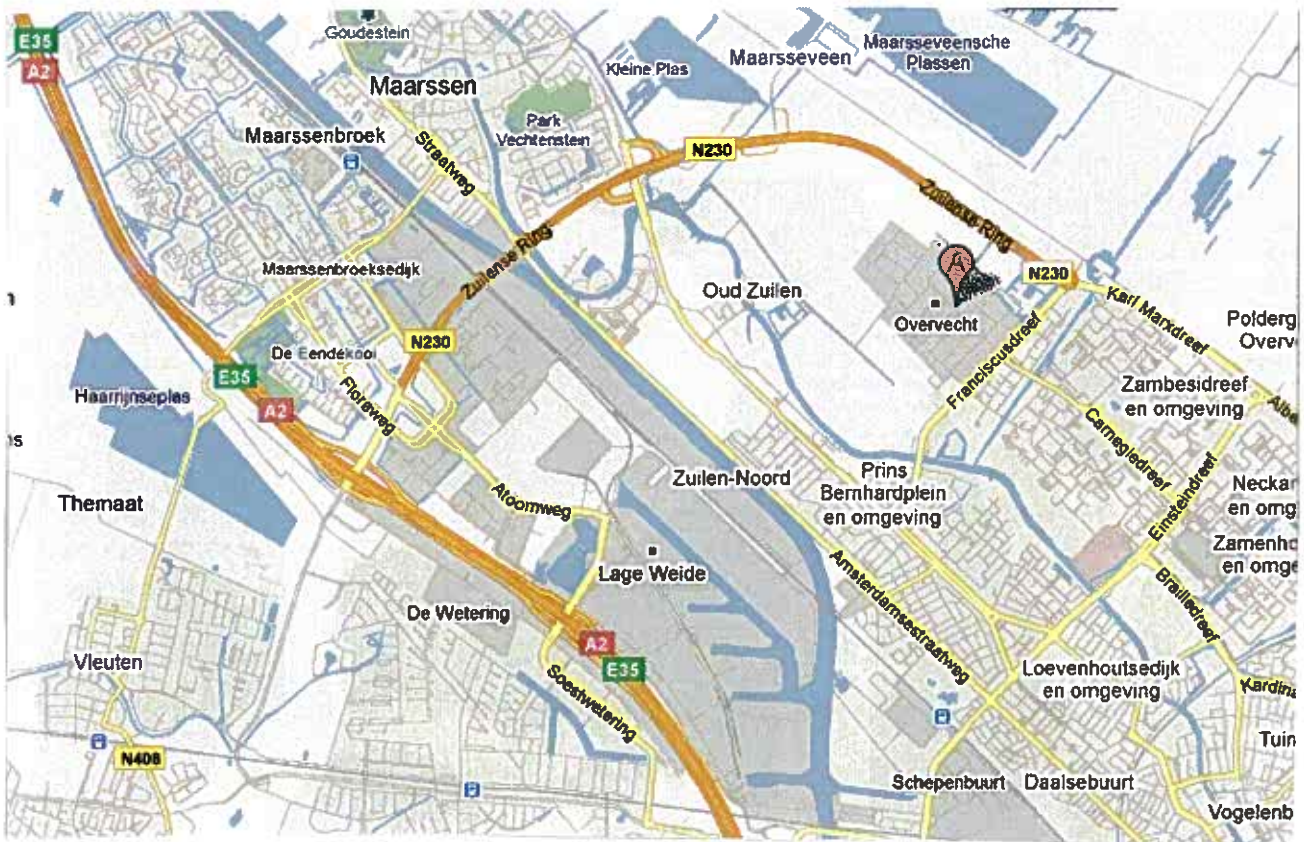 Goudestein
E35
A2
Maarsseveensche
Plassen
Maarsseveen
Kleine Plas
Maarssen
Park
Vechtenstein
Maarssenbroek
Straatweg
N230
Zuilense Ring
Zuilense Ring
Maarssenbroeksedijk
A
N230
Oud Zuilen
Karl Marxdreef
Overvecht
Polderg
Overv
N230
De Eendekooi
Franciscusdreef
E35
A2
Haarrijnseplas
Floraweg
Zambesidreef
en omgeving
Albe
Carnegiedreef
Zuilen-Noord
Prins
Bernhardplein
en omgeving
Neckar
en omg
Themaat
Atoomweg
Einsteindreef
Zamenho
en omge
Lage Weide
Amsterdamsestraatweg
Brailledreef
De Wetering
A2
E35
Vleuten
Loevenhoutsedijk
en omgeving
Kardina
Soestwetering
Tuin
N408
Schepenbuurt
Daalsebuurt
Vogelenb